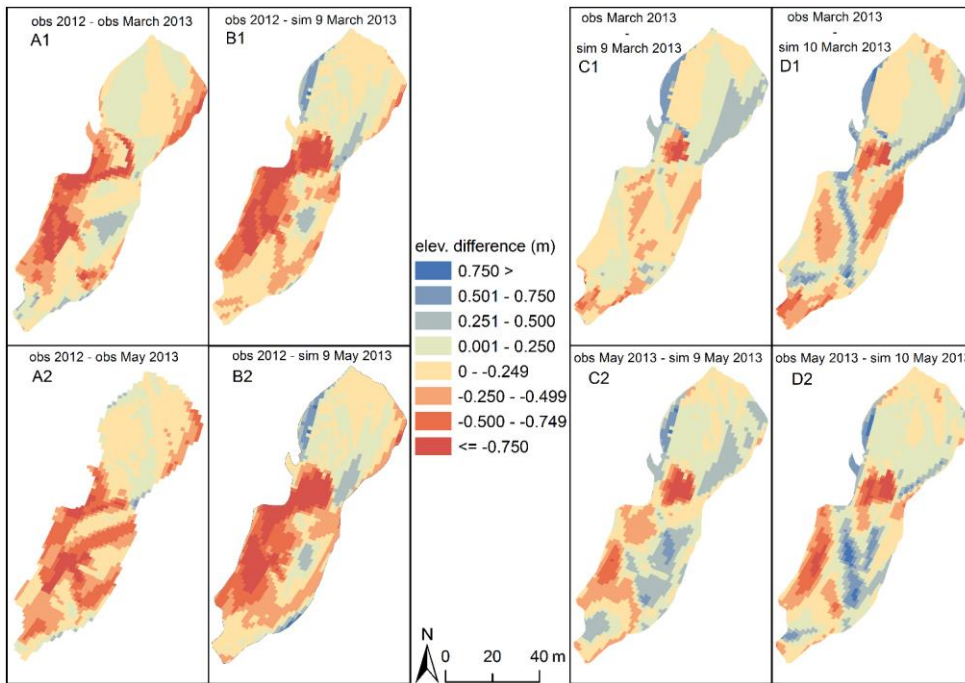 obs 2012 - obs March 2013
A1
obs 2012 - sim 9 March 2013
B1
obs March 2013
-
sim 9 March 2013
C1
obs March 2013
-
sim 10 March 2013
D1
elev. difference (m)
0.750 >
0.501 - 0.750
0.251 - 0.500
0.001 - 0.250
0 - -0.249
-0.250 - -0.499
-0.500 - -0.749
<= -0.750
obs 2012 - obs May 2013
A2
obs 2012 - sim 9 May 2013
B2
obs May 2013 - sim 9 May 2013
C2
obs May 2013 - sim 10 May 2013
D2
N
0 20 40 m